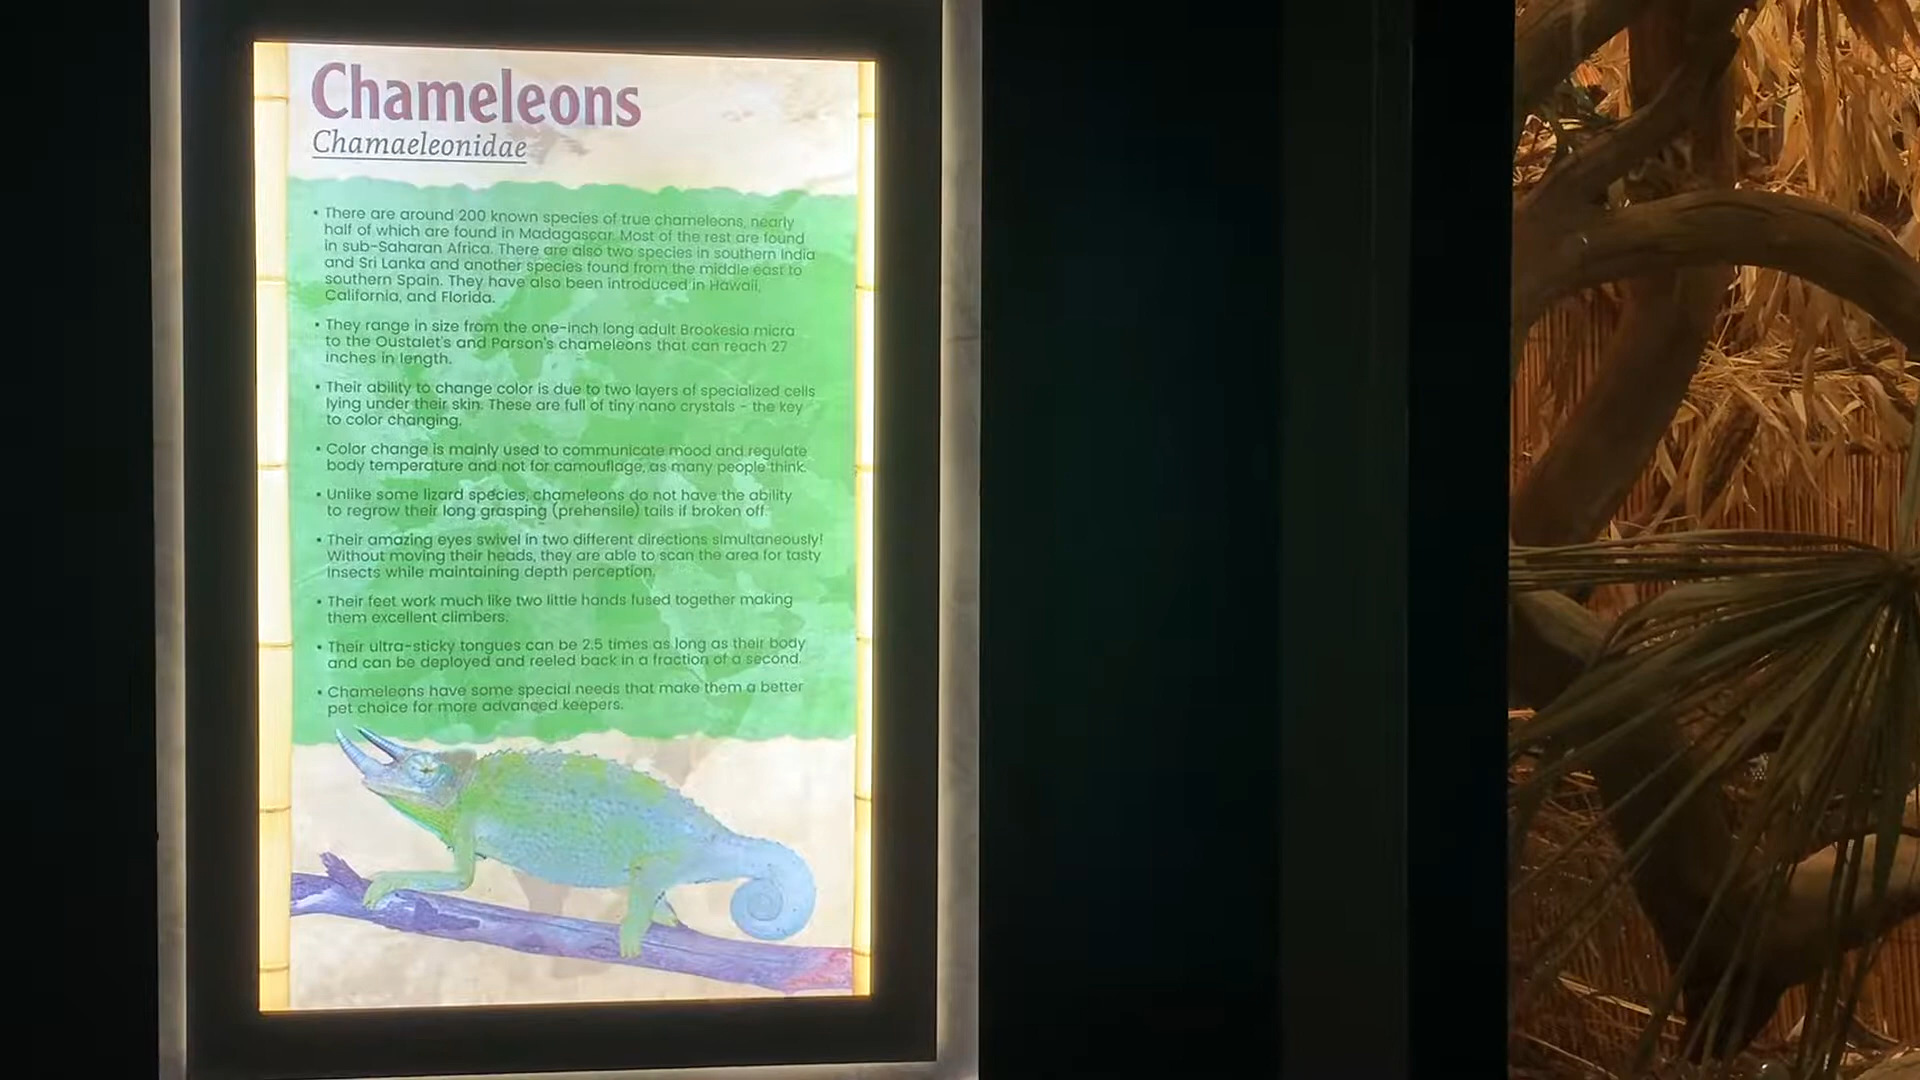 Chameleons
Chamaeleonidae
• There are around 200 known species of true chameleons, nearly
half of which are found in Madagascar. Most of the rest are found
in sub-Saharan Africa. There are also two species in southern India
and Sri Lanka and another species found from the middle east to
southern Spain. They have also been introduced in Hawaii,
California, and Florida.
• They range in size from the one-inch long adult Brookesia micra
to the Oustalet's and Parson's chameleons that can reach 27
inches in length.
• Their ability to change color is due to two layers of specialized cells
lying under their skin. These are full of tiny nano crystals - the key
to color changing.
• Color change is mainly used to communicate mood and regulate
body temperature and not for camouflage, as many people think.
• Unlike some lizard species, chameleons do not have the ability
to regrow their long grasping (prehensile) tails if broken off.
• Their amazing eyes swivel in two different directions simultaneously!
Without moving their heads, they are able to scan the area for tasty
insects while maintaining depth perception.
• Their feet work much like two little hands fused together making
them excellent climbers.
• Their ultra-sticky tongues can be 2.5 times as long as their body
and can be deployed and reeled back in a fraction of a second.
• Chameleons have some special needs that make them a better
pet choice for more advanced keepers.